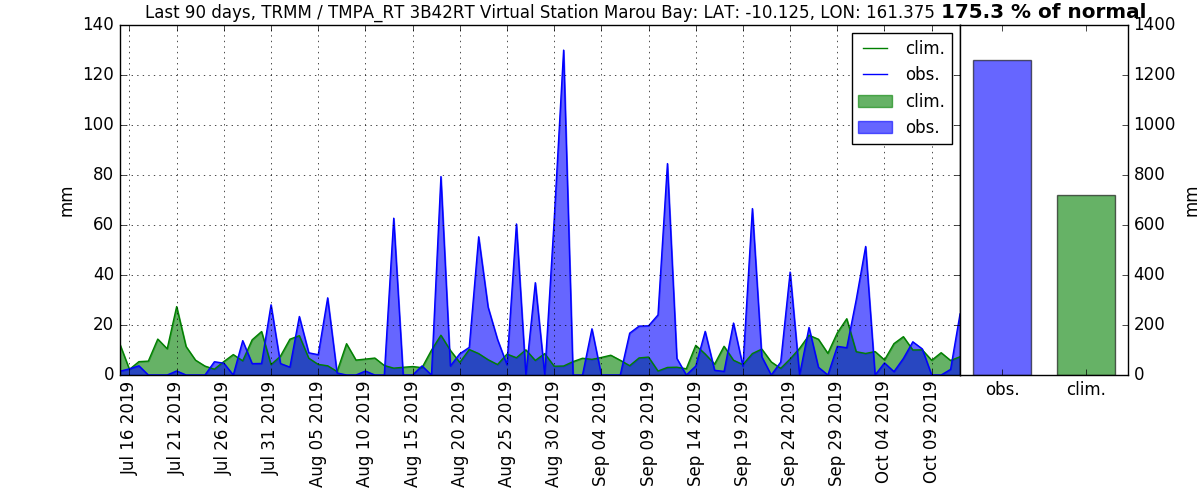 Last 90 days, TRMM / TMPA_RT 3B42RT Virtual Station Marou Bay: LAT: -10.125, LON: 161.375 175.3 % of normal
140
120
100
80
60
40
20
0
mm
clim.
obs.
clim.
obs.
Jul 16 2019
Jul 21 2019
Jul 26 2019
Jul 31 2019
Aug 05 2019
Aug 10 2019
Aug 15 2019
Aug 20 2019
Aug 25 2019
Aug 30 2019
Sep 04 2019
Sep 09 2019
Sep 14 2019
Sep 19 2019
Sep 24 2019
Sep 29 2019
Oct 04 2019
Oct 09 2019
1400
1200
1000
800
600
400
200
0
mm
obs.
clim.